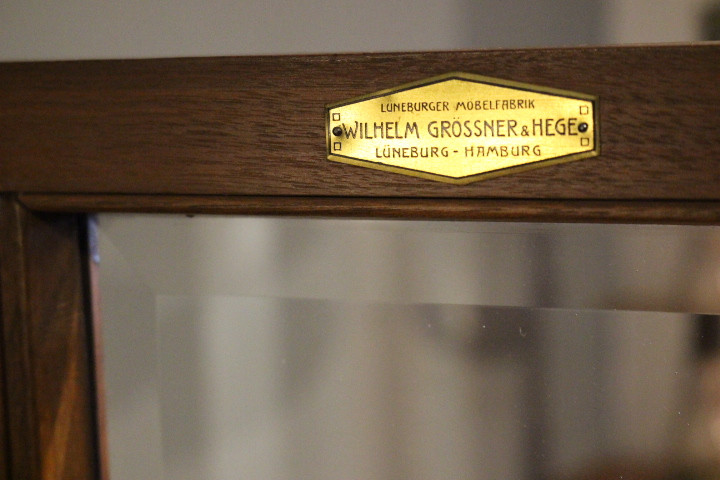 LÜNEBURGER MÖBELFABRIK
WILHELM GRÖSSNER & HEGE
LÜNEBURG - HAMBURG